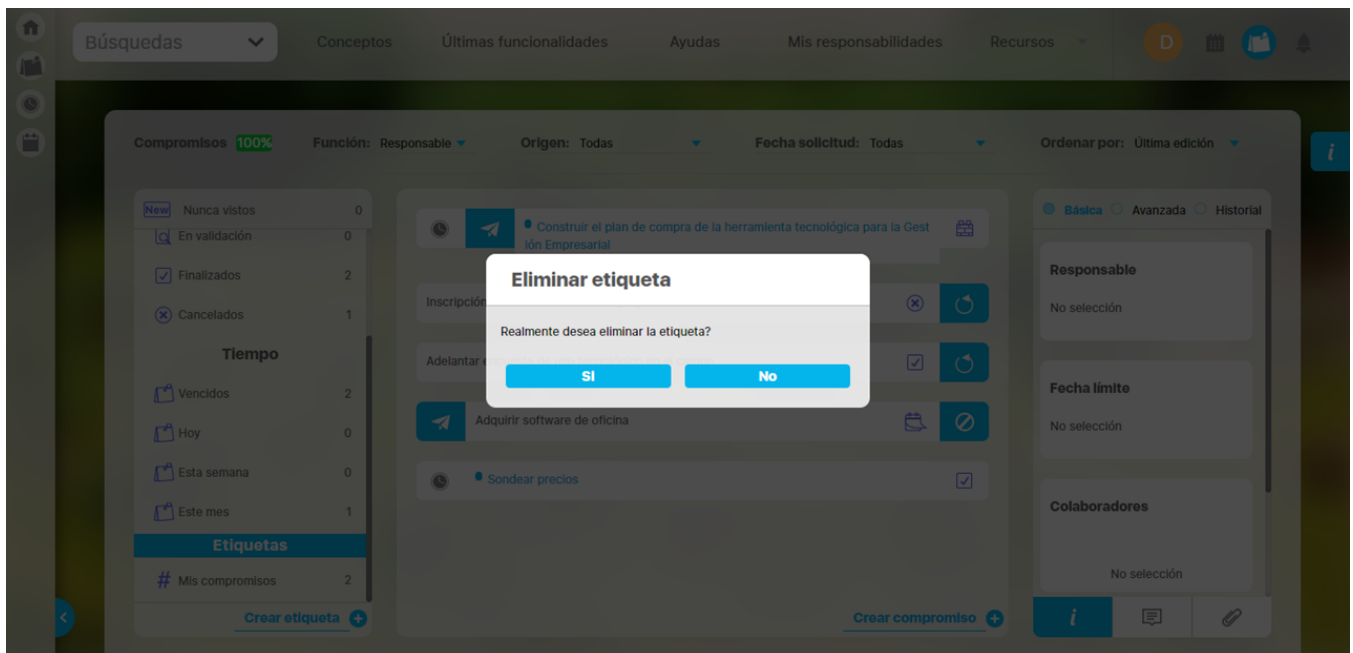 Búsquedas
Conceptos
Últimas funcionalidades
Ayudas
Mis responsabilidades
Recursos
D
Compromisos 100%
Función: Responsable
Origen: Todas
Fecha solicitud: Todas
Ordenar por: Última edición
i
New Nunca vistos 0
En validación 0
Finalizados 2
Cancelados 1
Tiempo
Vencidos 2
Hoy 0
Esta semana 0
Este mes 1
Etiquetas
# Mis compromisos 2
Crear etiqueta
Construir el plan de compra de la herramienta tecnológica para la Gest
ión Empresarial
Inscripción
Adelantar
Adquirir software de oficina
Sondear precios
Crear compromiso
Eliminar etiqueta
Realmente desea eliminar la etiqueta?
SI
No
Básica
Avanzada
Historial
Responsable
No selección
Fecha límite
No selección
Colaboradores
No selección
i